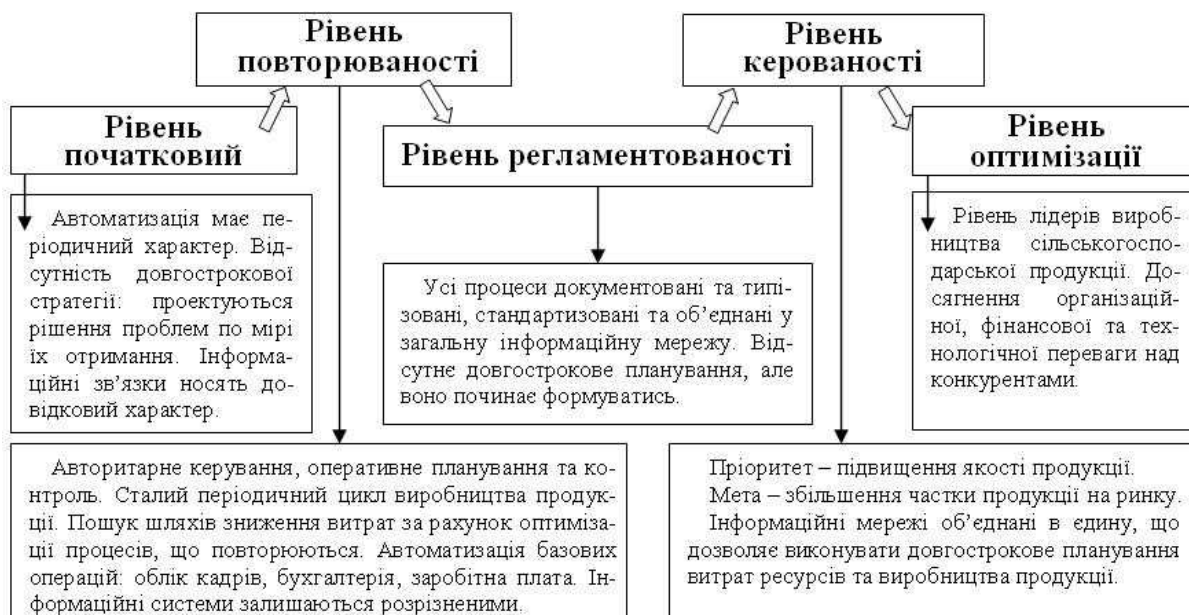 Рівень
повторюваності
Рівень
керованості
Рівень
початковий
Рівень регламентованості
Рівень
оптимізації
Автоматизація має пе-
ріодичний характер. Від-
сутність довгострокової
стратегії: проектуються
рішення проблем по мірі
їх отримання. Інформа-
ційні зв’язки носять до-
відковий характер.
Усі процеси документовані та типі-
зовані, стандартизовані та об’єднані у
загальну інформаційну мережу. Від-
сутнє довгострокове планування, але
воно починає формуватись.
Рівень лідерів вироб-
ництва сільськогоспо-
дарської продукції. До-
сягнення організацій-
ної, фінансової та тех-
нологічної переваги над
конкурентами.
Авторитарне керування, оперативне планування та ко-
нтроль. Сталий періодичний цикл виробництва продук-
ції. Пошук шляхів зниження витрат за рахунок оптиміза-
ції процесів, що повторюються. Автоматизація базових
операцій: облік кадрів, бухгалтерія, заробітна плата. Ін-
формаційні системи залишаються розрізненими.
Пріоритет – підвищення якості продукції.
Мета – збільшення частки продукції на ринку.
Інформаційні мережі об’єднані в єдину, що
дозволяє виконувати довгострокове планування
витрат ресурсів та виробництва продукції.